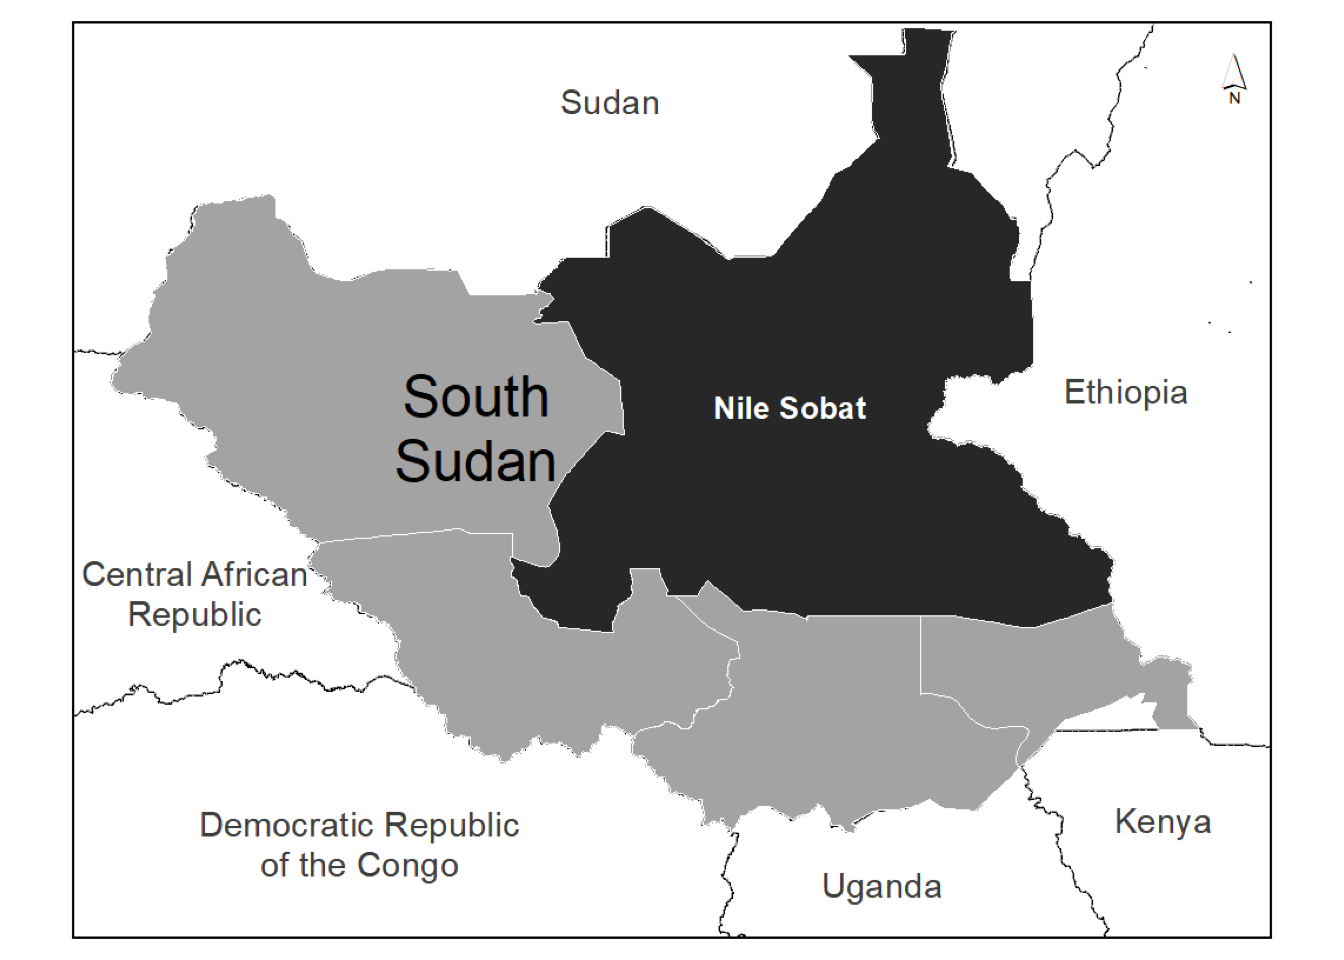 Sudan
N
South
Sudan
Nile Sobat
Ethiopia
Central African
Republic
Democratic Republic
of the Congo
Kenya
Uganda